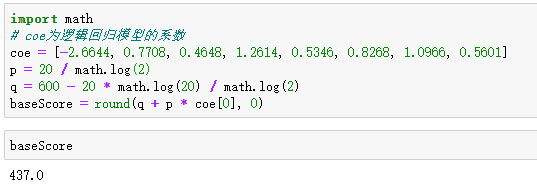 import math
# coe为逻辑回归模型的系数
coe = [-2.6644, 0.7708, 0.4648, 1.2614, 0.5346, 0.8268, 1.0966, 0.5601]
p = 20 / math.log(2)
q = 600 - 20 * math.log(20) / math.log(2)
baseScore = round(q + p * coe[0], 0)
baseScore
437.0